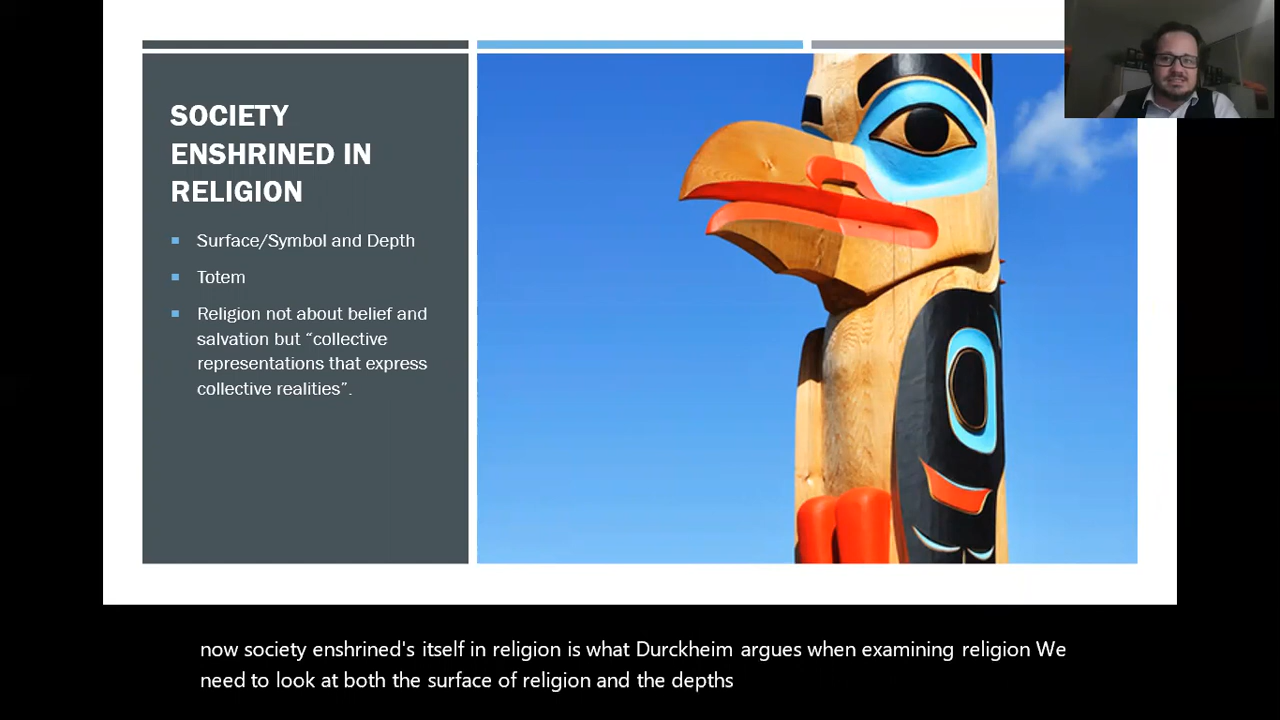 SOCIETY
ENSHRINED IN
RELIGION
Surface/Symbol and Depth
Totem
Religion not about belief and
salvation but “collective
representations that express
collective realities”.
now society enshrined's itself in religion is what Durckheim argues when examining religion We
need to look at both the surface of religion and the depths